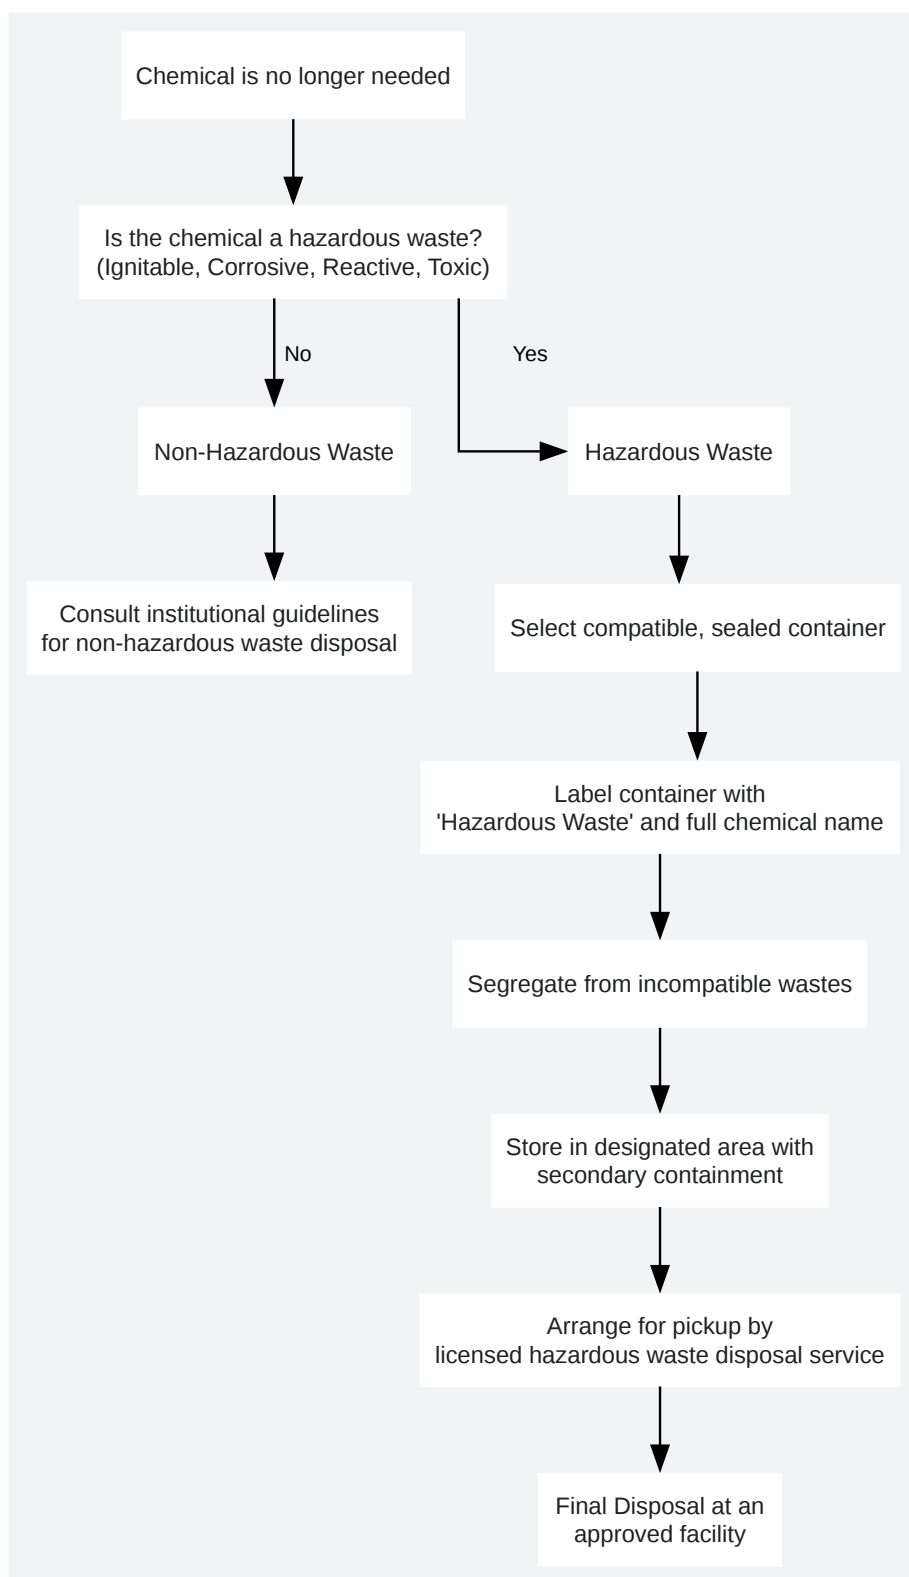 Chemical is no longer needed
Is the chemical a hazardous waste?
(Ignitable, Corrosive, Reactive, Toxic)
No
Yes
Non-Hazardous Waste
Hazardous Waste
Consult institutional guidelines
for non-hazardous waste disposal
Select compatible, sealed container
Label container with
'Hazardous Waste' and full chemical name
Segregate from incompatible wastes
Store in designated area with
secondary containment
Arrange for pickup by
licensed hazardous waste disposal service
Final Disposal at an
approved facility